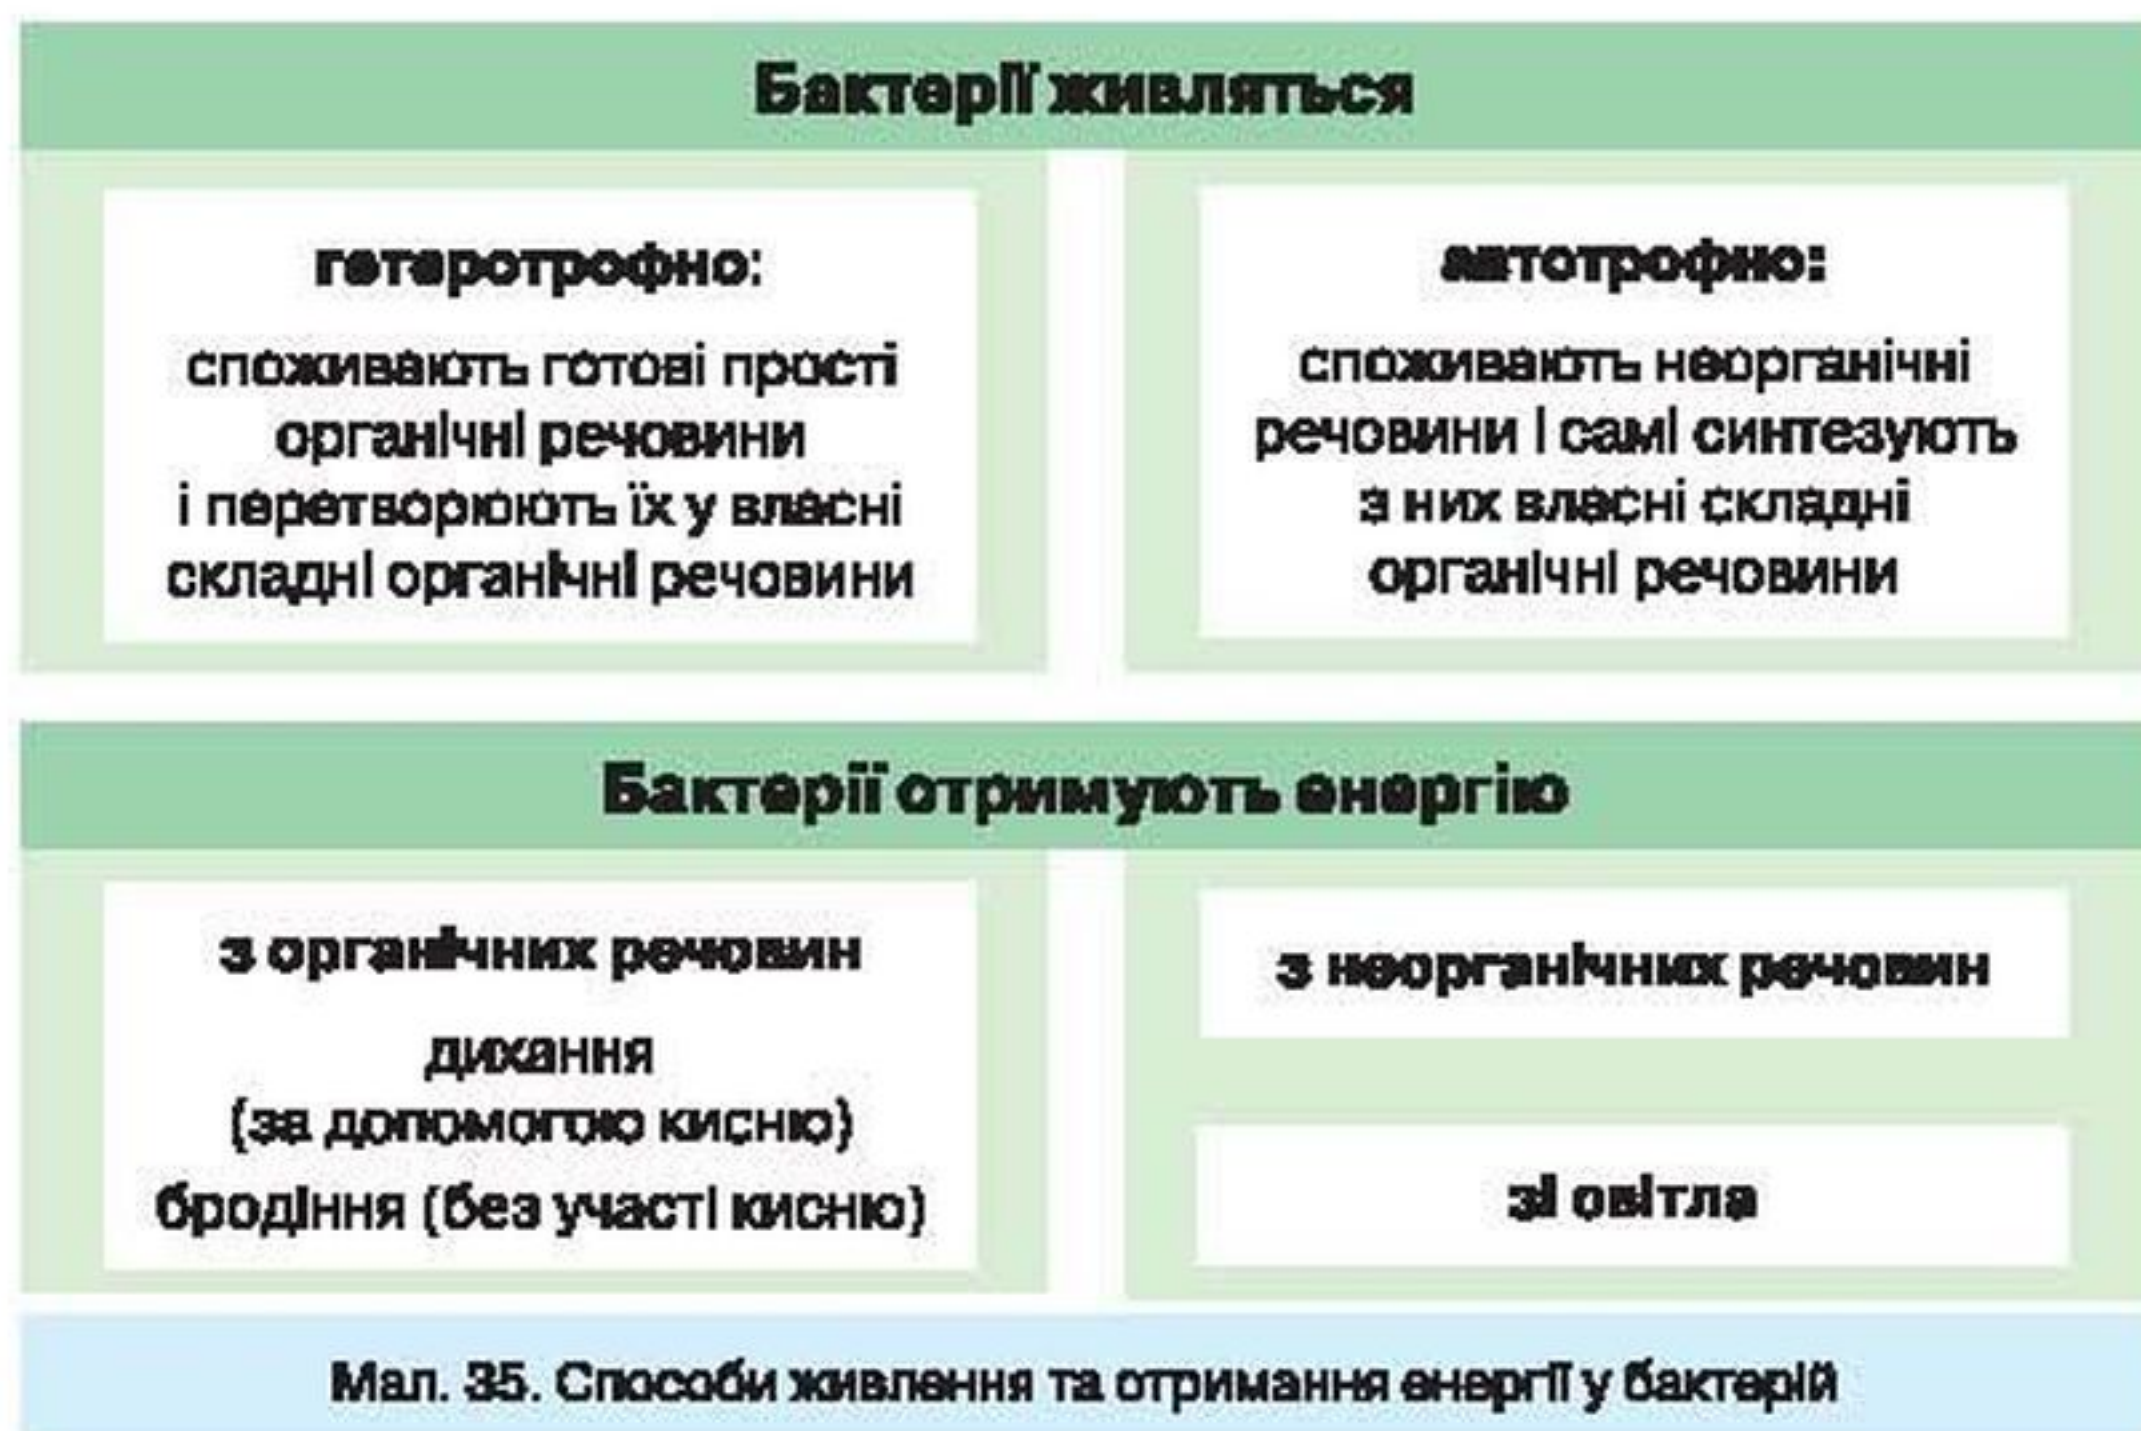 Бактерії живляться
гетеротрофно:
споживають готові прості
органічні речовини
і перетворюють їх у власні
складні органічні речовини
автотрофно:
споживають неорганічні
речовини і самі синтезують
з них власні складні
органічні речовини
Бактерії отримують енергію
з органічних речовин
дихання
(за допомогою кисню)
бродіння (без участі кисню)
з неорганічних речовин
зі світла
Мал. 35. Способи живлення та отримання енергії у бактерій